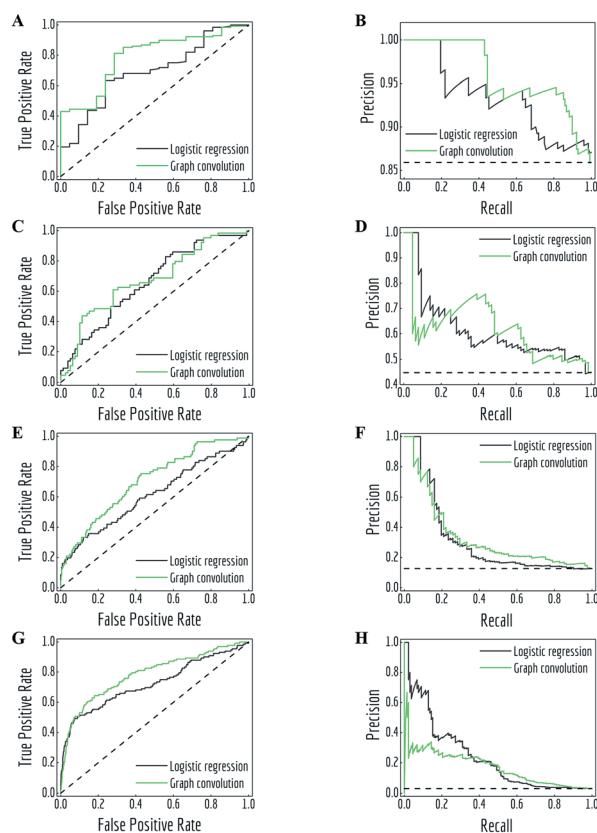 A
True Positive Rate
1.0
0.8
0.6
0.4
0.2
0.0
Logistic regression
Graph convolution
0.0 0.2 0.4 0.6 0.8 1.0
False Positive Rate
B
Precision
1.00
0.95
0.90
0.85
Logistic regression
Graph convolution
0.0 0.2 0.4 0.6 0.8 1.0
Recall
C
True Positive Rate
1.0
0.8
0.6
0.4
0.2
0.0
Logistic regression
Graph convolution
0.0 0.2 0.4 0.6 0.8 1.0
False Positive Rate
D
Precision
1.0
0.9
0.8
0.7
0.6
0.5
0.4
Logistic regression
Graph convolution
0.0 0.2 0.4 0.6 0.8 1.0
Recall
E
True Positive Rate
1.0
0.8
0.6
0.4
0.2
0.0
Logistic regression
Graph convolution
0.0 0.2 0.4 0.6 0.8 1.0
False Positive Rate
F
Precision
1.0
0.8
0.6
0.4
0.2
0.0
Logistic regression
Graph convolution
0.0 0.2 0.4 0.6 0.8 1.0
Recall
G
True Positive Rate
1.0
0.8
0.6
0.4
0.2
0.0
Logistic regression
Graph convolution
0.0 0.2 0.4 0.6 0.8 1.0
False Positive Rate
H
Precision
1.0
0.8
0.6
0.4
0.2
0.0
Logistic regression
Graph convolution
0.0 0.2 0.4 0.6 0.8 1.0
Recall